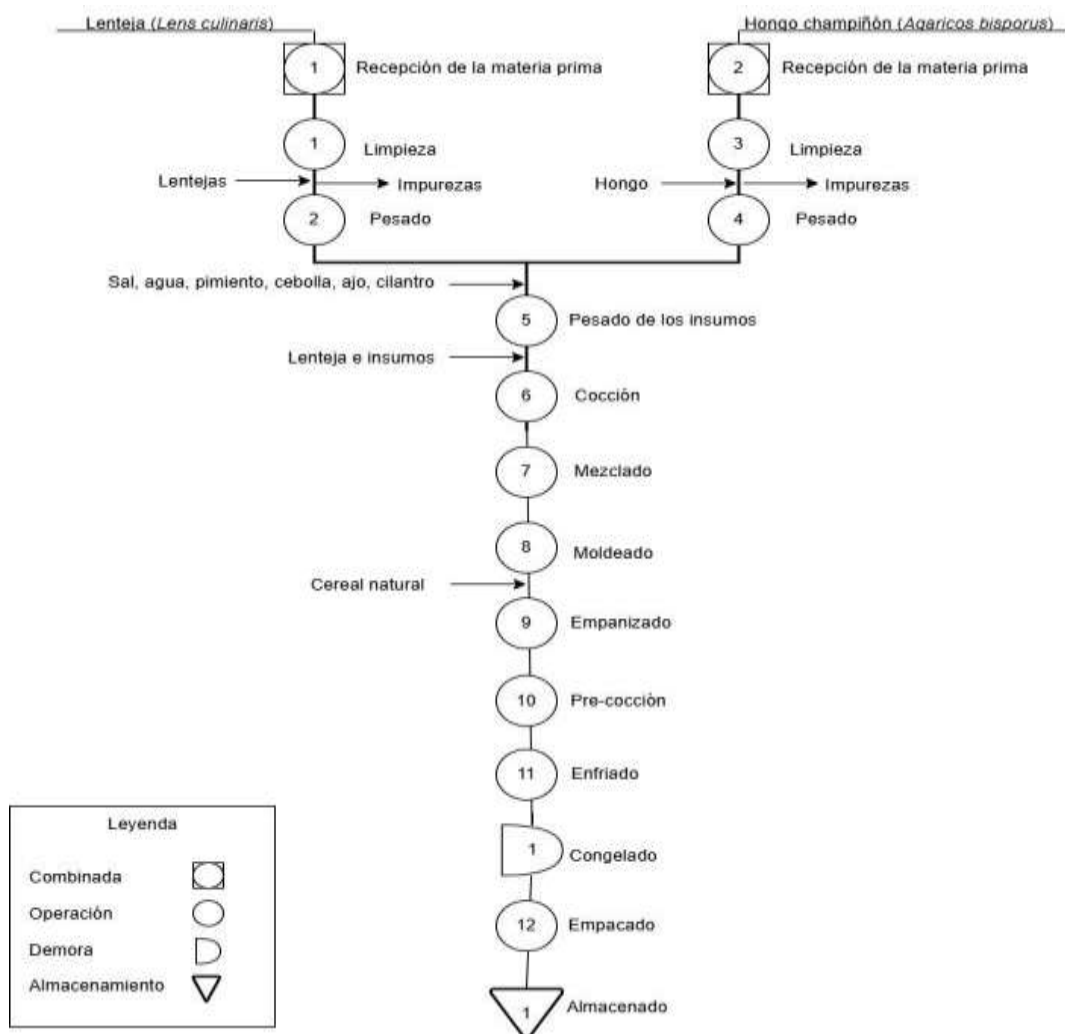 Lenteja (Lens culinaris)
Hongo champiñón (Agaricos bisporus)
1 Recepción de la materia prima
2 Recepción de la materia prima
1 Limpieza
3 Limpieza
Lentejas
Impurezas
Hongo
Impurezas
2 Pesado
4 Pesado
Sal, agua, pimiento, cebolla, ajo, cilantro
5 Pesado de los insumos
Lenteja e insumos
6 Cocción
7 Mezclado
8 Moldeado
Cereal natural
9 Empanizado
10 Pre-cocción
11 Enfriado
1 Congelado
12 Empacado
1 Almacenado
Leyenda
Combinada
Operación
Demora
Almacenamiento